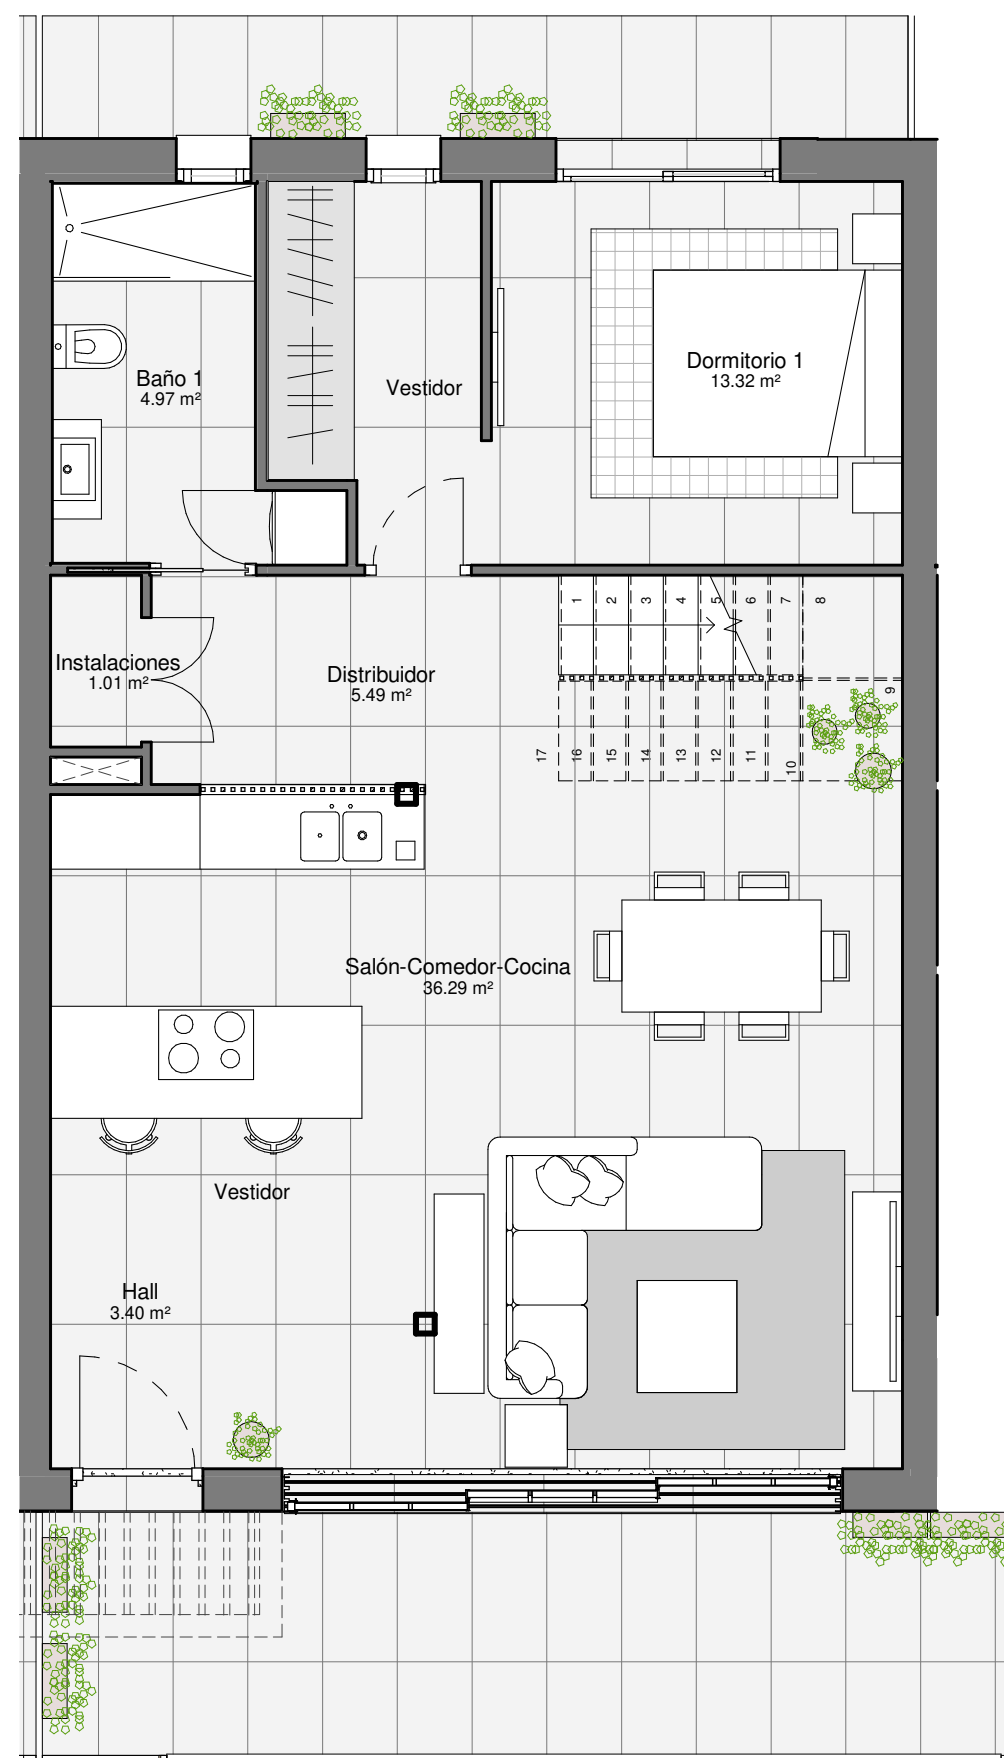 Baño 1
4.97 m²
Vestidor
Dormitorio 1
13.32 m²
1 2 3 4 5 6 7 8
9
17 16 15 14 13 12 11 10
Instalaciones
1.01 m²
Distribuidor
5.49 m²
Salón-Comedor-Cocina
36.29 m²
Vestidor
Hall
3.40 m²